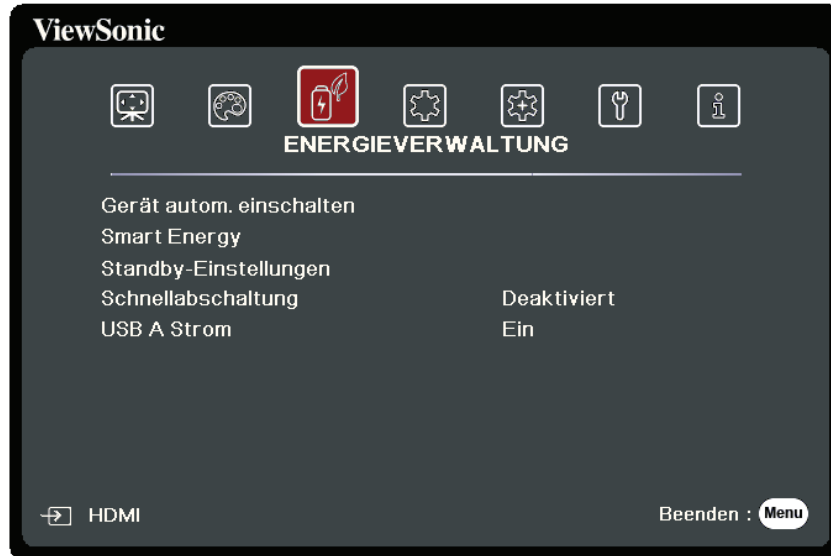 ViewSonic
ENERGIEVERWALTUNG
Gerät autom. einschalten
Smart Energy
Standby-Einstellungen
Schnellabschaltung Deaktiviert
USB A Strom Ein
HDMI Beenden : Menu